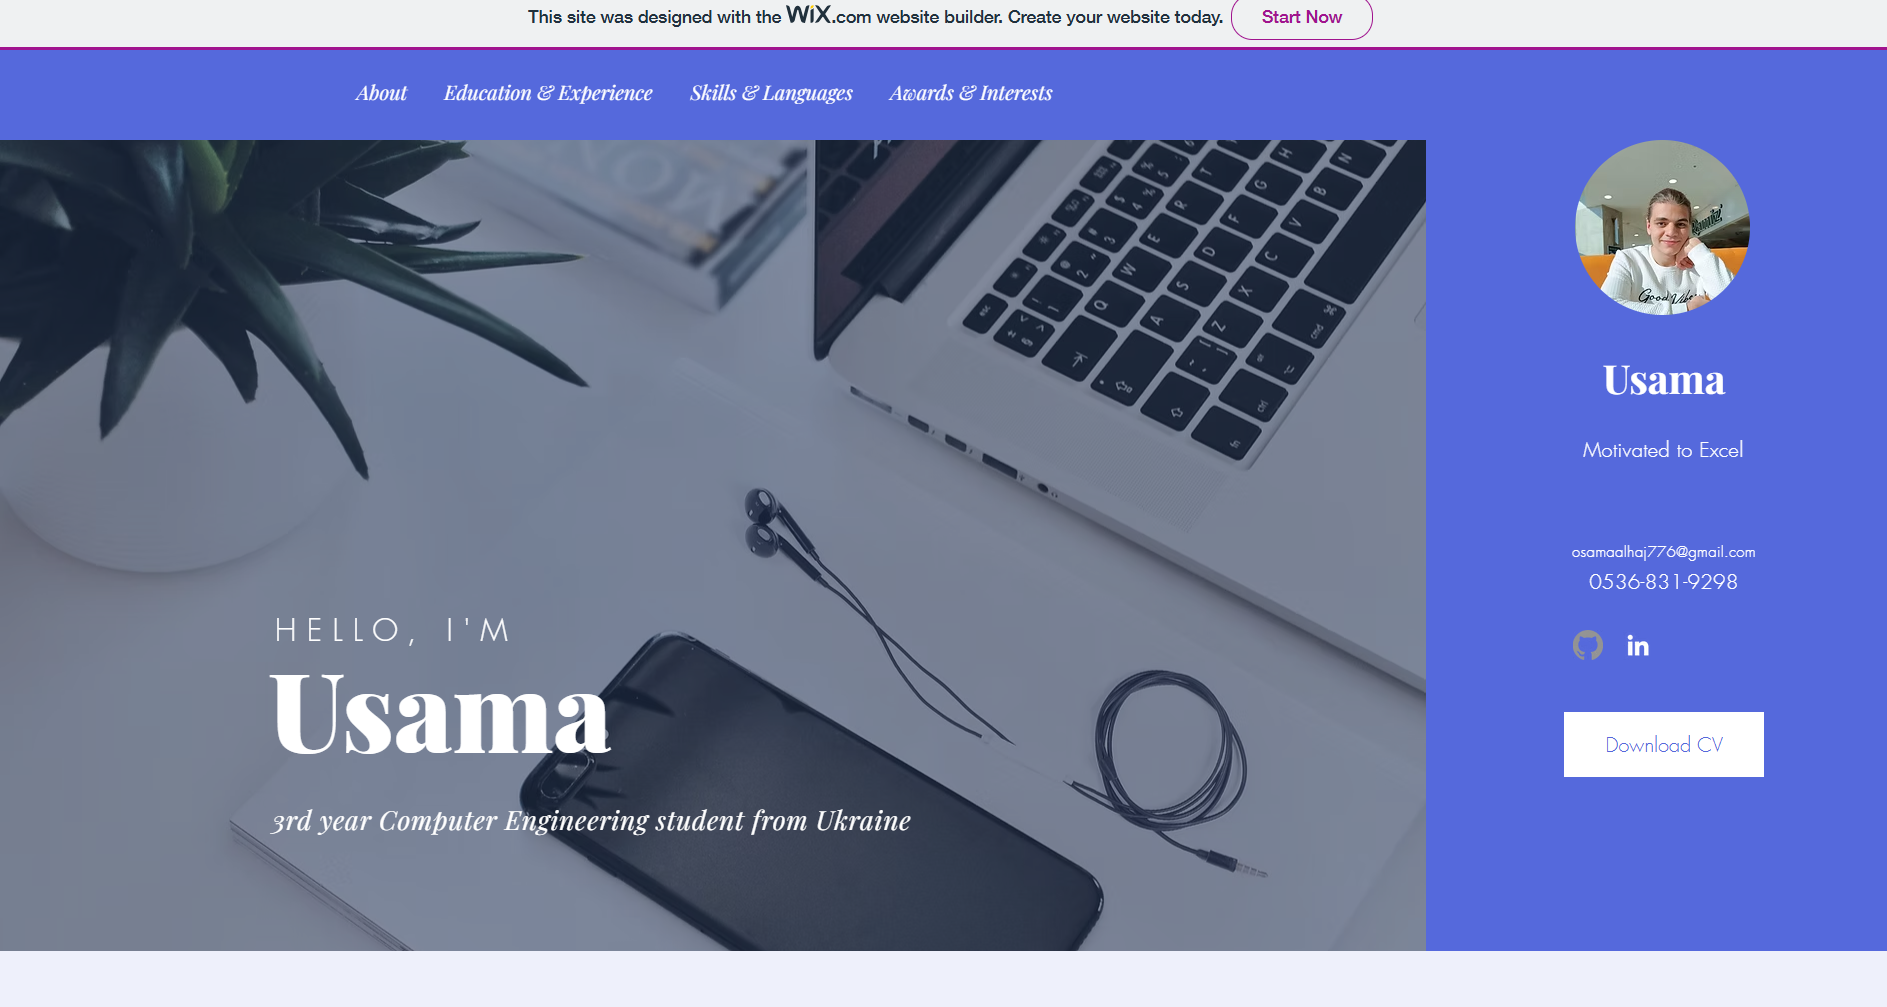 This site was designed with the WiX.com website builder. Create your website today.
Start Now
About
Education & Experience
Skills & Languages
Awards & Interests
HELLO, I'M
Usama
3rd year Computer Engineering student from Ukraine
Good Vibe
Usama
Motivated to Excel
osamaalhaj776@gmail.com
0536-831-9298
in
Download CV